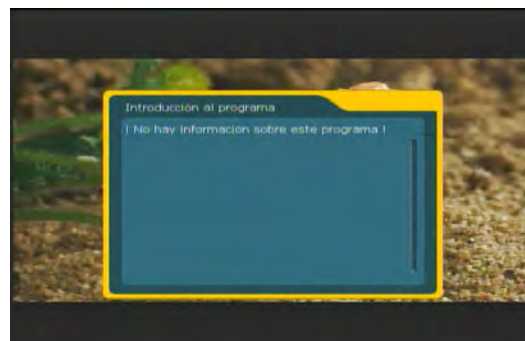 Introducción al programa
¡ No hay información sobre este programa !